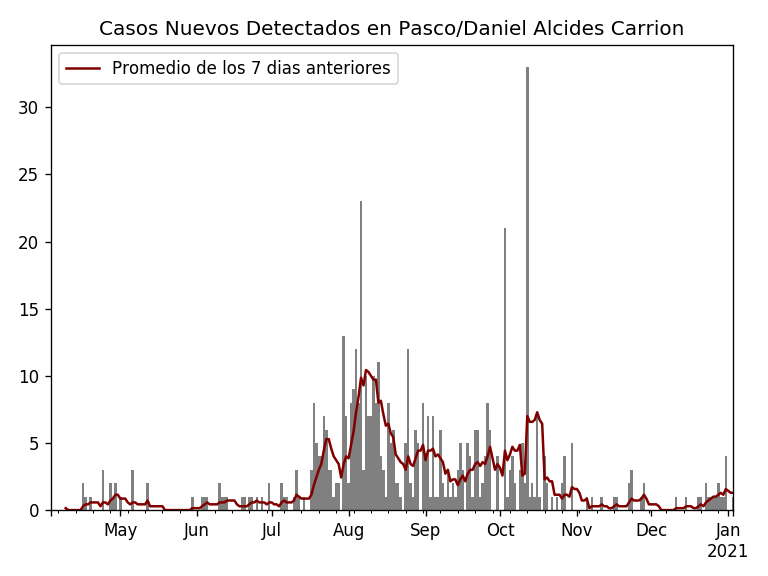 Casos Nuevos Detectados en Pasco/Daniel Alcides Carrion
Promedio de los 7 dias anteriores
30
25
20
15
10
5
0
May Jun Jul Aug Sep Oct Nov Dec Jan
2021